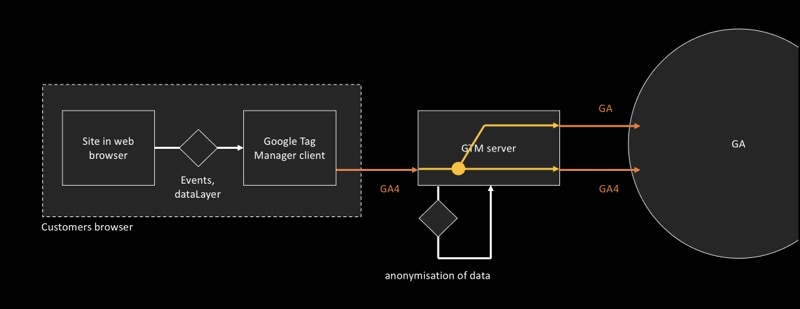 Site in web
browser
Events,
dataLayer
Google Tag
Manager client
Customers browser
GA4
GTM server
anonymisation of data
GA
GA4
GA